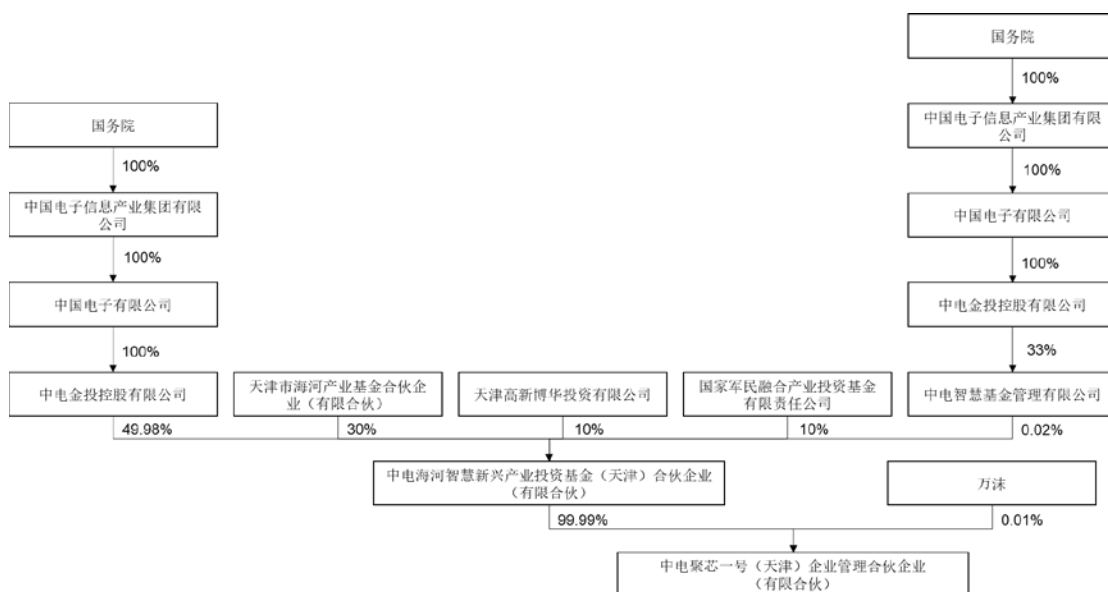 国务院
100%
国务院
中国电子信息产业集团有限
公司
100%
100%
中国电子信息产业集团有限
公司
中国电子有限公司
100%
100%
中国电子有限公司
中电金投控股有限公司
100%
33%
中电金投控股有限公司
天津市海河产业基金合伙企
业（有限合伙）
天津高新博华投资有限公司
国家军民融合产业投资基金
有限责任公司
中电智慧基金管理有限公司
49.98%
30%
10%
10%
0.02%
中电海河智慧新兴产业投资基金（天津）合伙企业
（有限合伙）
万沫
99.99%
0.01%
中电聚芯一号（天津）企业管理合伙企业
（有限合伙）